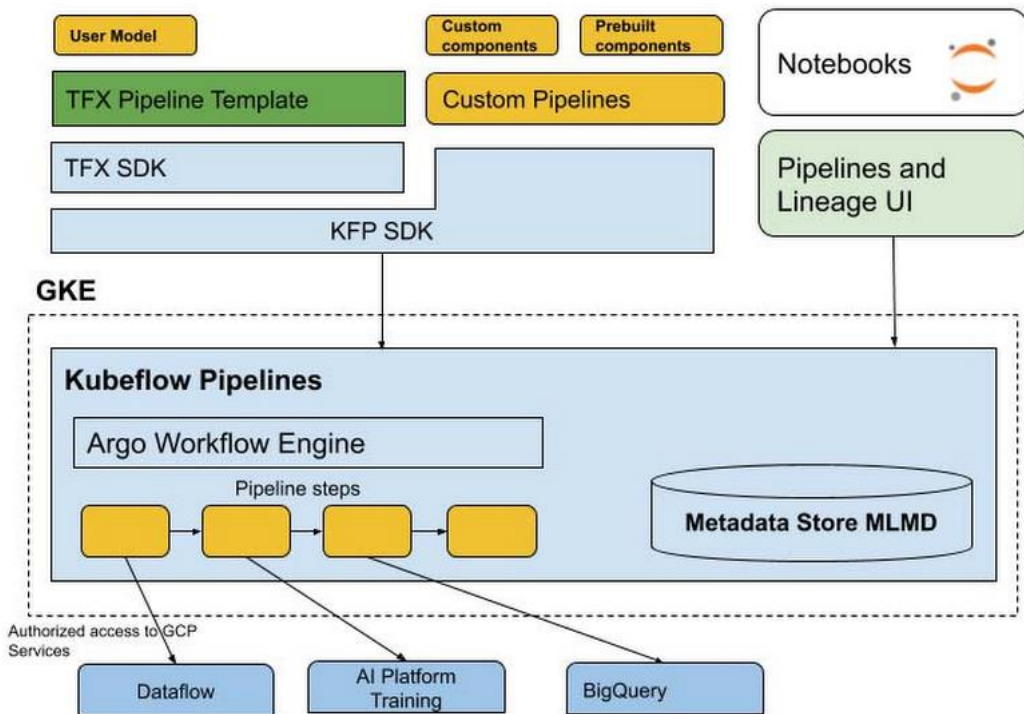 User Model
Custom
components
Prebuilt
components
Notebooks
TFX Pipeline Template
Custom Pipelines
TFX SDK
Pipelines and
Lineage UI
KFP SDK
GKE
Kubeflow Pipelines
Argo Workflow Engine
Pipeline steps
Metadata Store MLMD
Authorized access to GCP
Services
Dataflow
AI Platform
Training
BigQuery